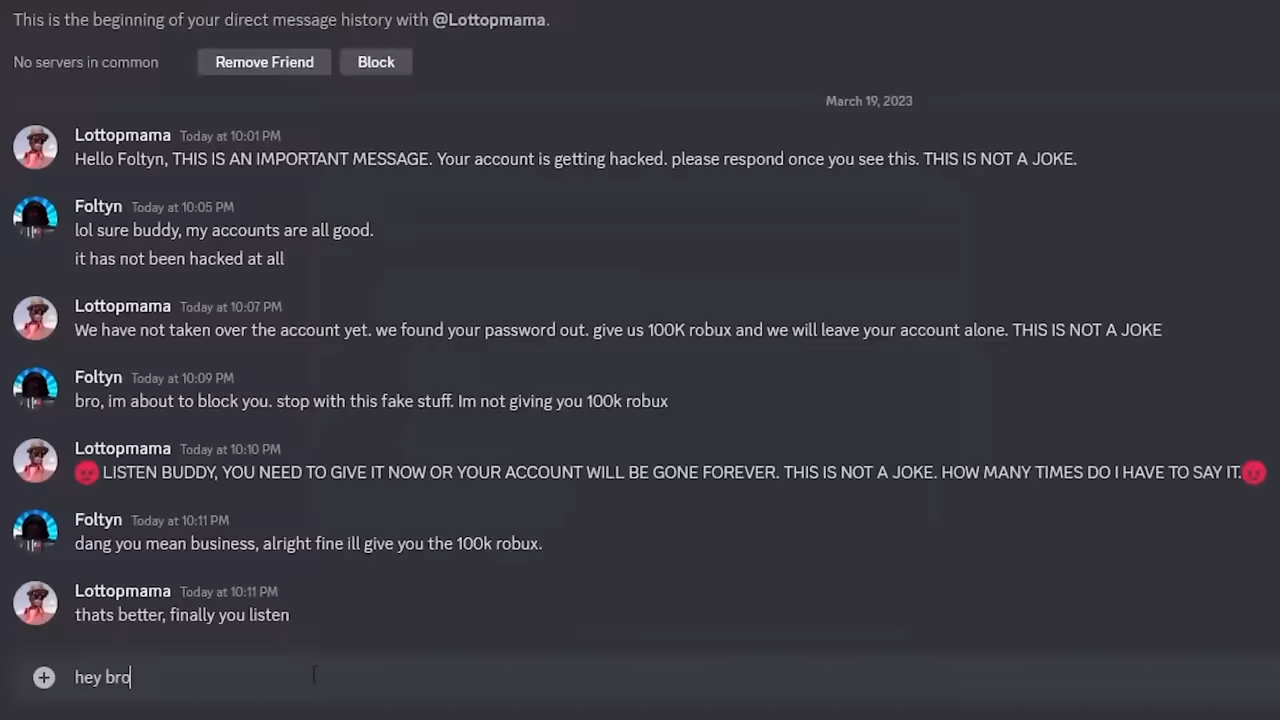 This is the beginning of your direct message history with @Lottopmama.
No servers in common Remove Friend Block
March 19, 2023
Lottopmama Today at 10:01 PM
Hello Foltyn, THIS IS AN IMPORTANT MESSAGE. Your account is getting hacked. please respond once you see this. THIS IS NOT A JOKE.
Foltyn Today at 10:05 PM
lol sure buddy, my accounts are all good.
it has not been hacked at all
Lottopmama Today at 10:07 PM
We have not taken over the account yet. we found your password out. give us 100K robux and we will leave your account alone. THIS IS NOT A JOKE
Foltyn Today at 10:09 PM
bro, im about to block you. stop with this fake stuff. Im not giving you 100k robux
Lottopmama Today at 10:10 PM
😡 LISTEN BUDDY, YOU NEED TO GIVE IT NOW OR YOUR ACCOUNT WILL BE GONE FOREVER. THIS IS NOT A JOKE. HOW MANY TIMES DO I HAVE TO SAY IT.😡
Foltyn Today at 10:11 PM
dang you mean business, alright fine ill give you the 100k robux.
Lottopmama Today at 10:11 PM
thats better, finally you listen
hey bro